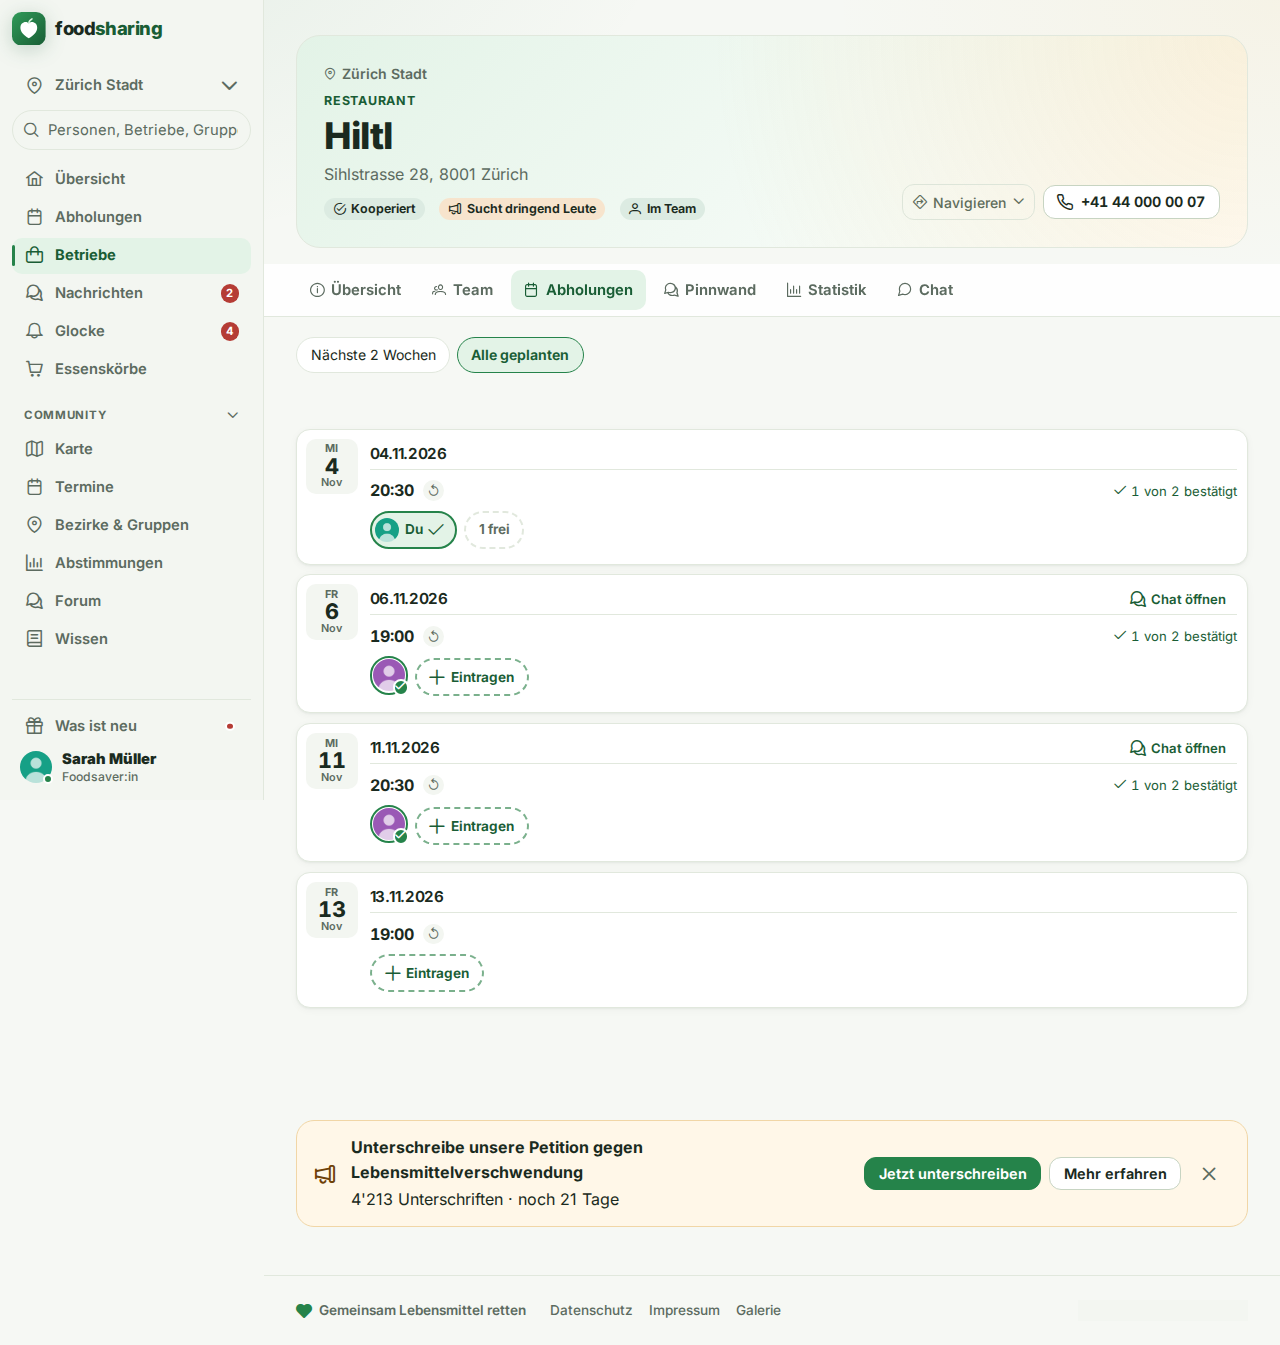 foodsharing
Zürich Stadt
Personen, Betriebe, Grupp
Übersicht
Abholungen
Betriebe
Nachrichten 2
Glocke 4
Essenskörbe
COMMUNITY
Karte
Termine
Bezirke & Gruppen
Abstimmungen
Forum
Wissen
Was ist neu
Sarah Müller
Foodsaver:in
Zürich Stadt
RESTAURANT
Hiltl
Sihlstrasse 28, 8001 Zürich
Kooperiert Sucht dringend Leute Im Team
Navigieren +41 44 000 00 07
Übersicht Team Abholungen Pinnwand Statistik Chat
Nächste 2 Wochen Alle geplanten
MI
4
Nov
04.11.2026
20:30 1 von 2 bestätigt
Du 1 frei
FR
6
Nov
06.11.2026 Chat öffnen
19:00 1 von 2 bestätigt
Eintragen
MI
11
Nov
11.11.2026 Chat öffnen
20:30 1 von 2 bestätigt
Eintragen
FR
13
Nov
13.11.2026
19:00
Eintragen
Unterschreibe unsere Petition gegen
Lebensmittelverschwendung
4'213 Unterschriften · noch 21 Tage
Jetzt unterschreiben Mehr erfahren
Gemeinsam Lebensmittel retten Datenschutz Impressum Galerie